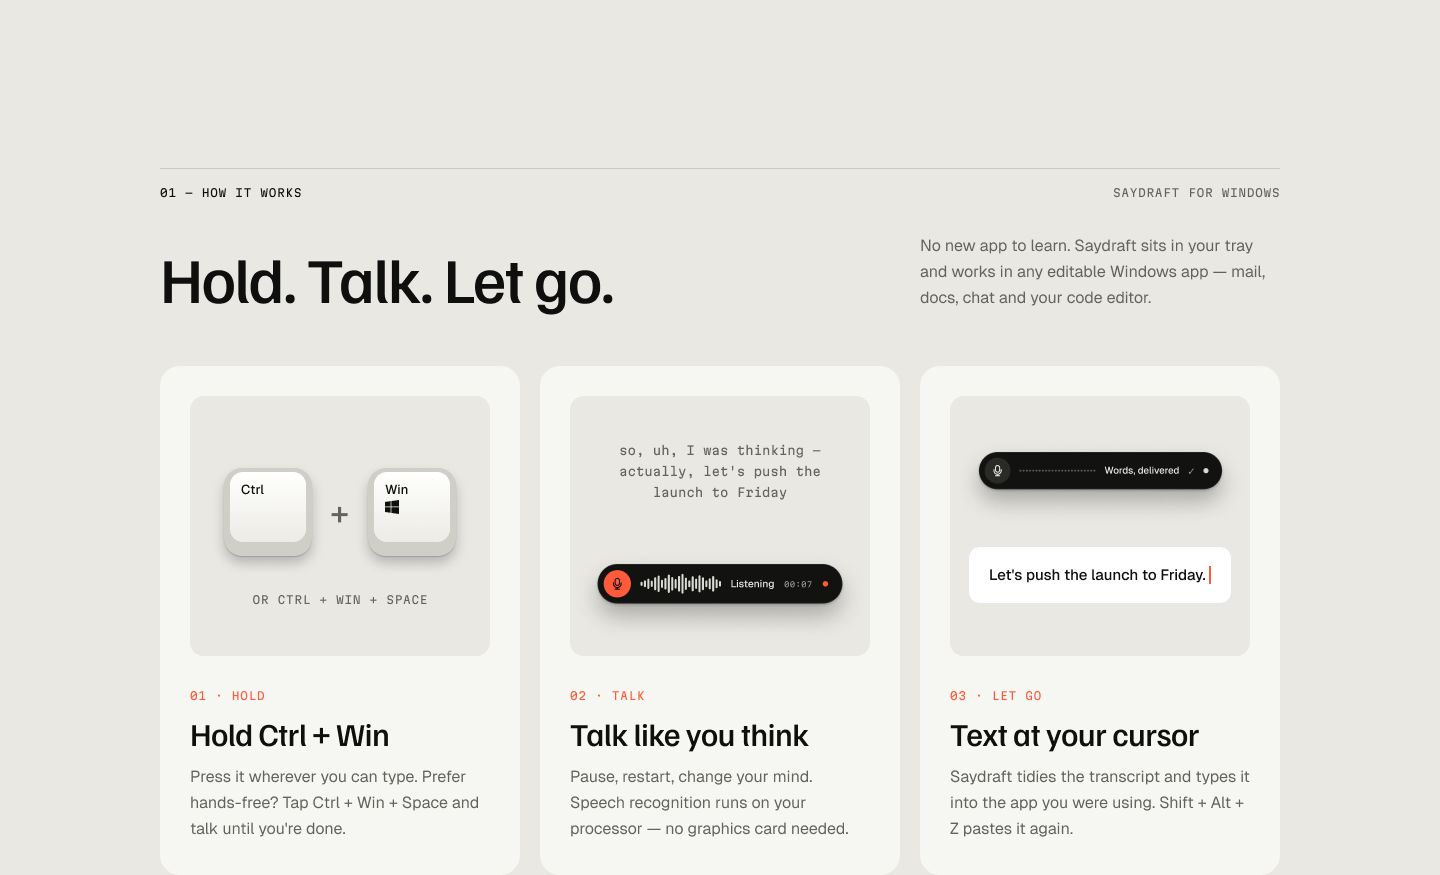 01 — HOW IT WORKS
SAYDRAFT FOR WINDOWS
Hold. Talk. Let go.
No new app to learn. Saydraft sits in your tray
and works in any editable Windows app — mail,
docs, chat and your code editor.
Ctrl
+
Win
OR CTRL + WIN + SPACE
01 · HOLD
Hold Ctrl + Win
Press it wherever you can type. Prefer
hands-free? Tap Ctrl + Win + Space and
talk until you're done.
so, uh, I was thinking —
actually, let's push the
launch to Friday
Listening 00:07
02 · TALK
Talk like you think
Pause, restart, change your mind.
Speech recognition runs on your
processor — no graphics card needed.
Words, delivered ✓
Let's push the launch to Friday.
03 · LET GO
Text at your cursor
Saydraft tidies the transcript and types it
into the app you were using. Shift + Alt +
Z pastes it again.